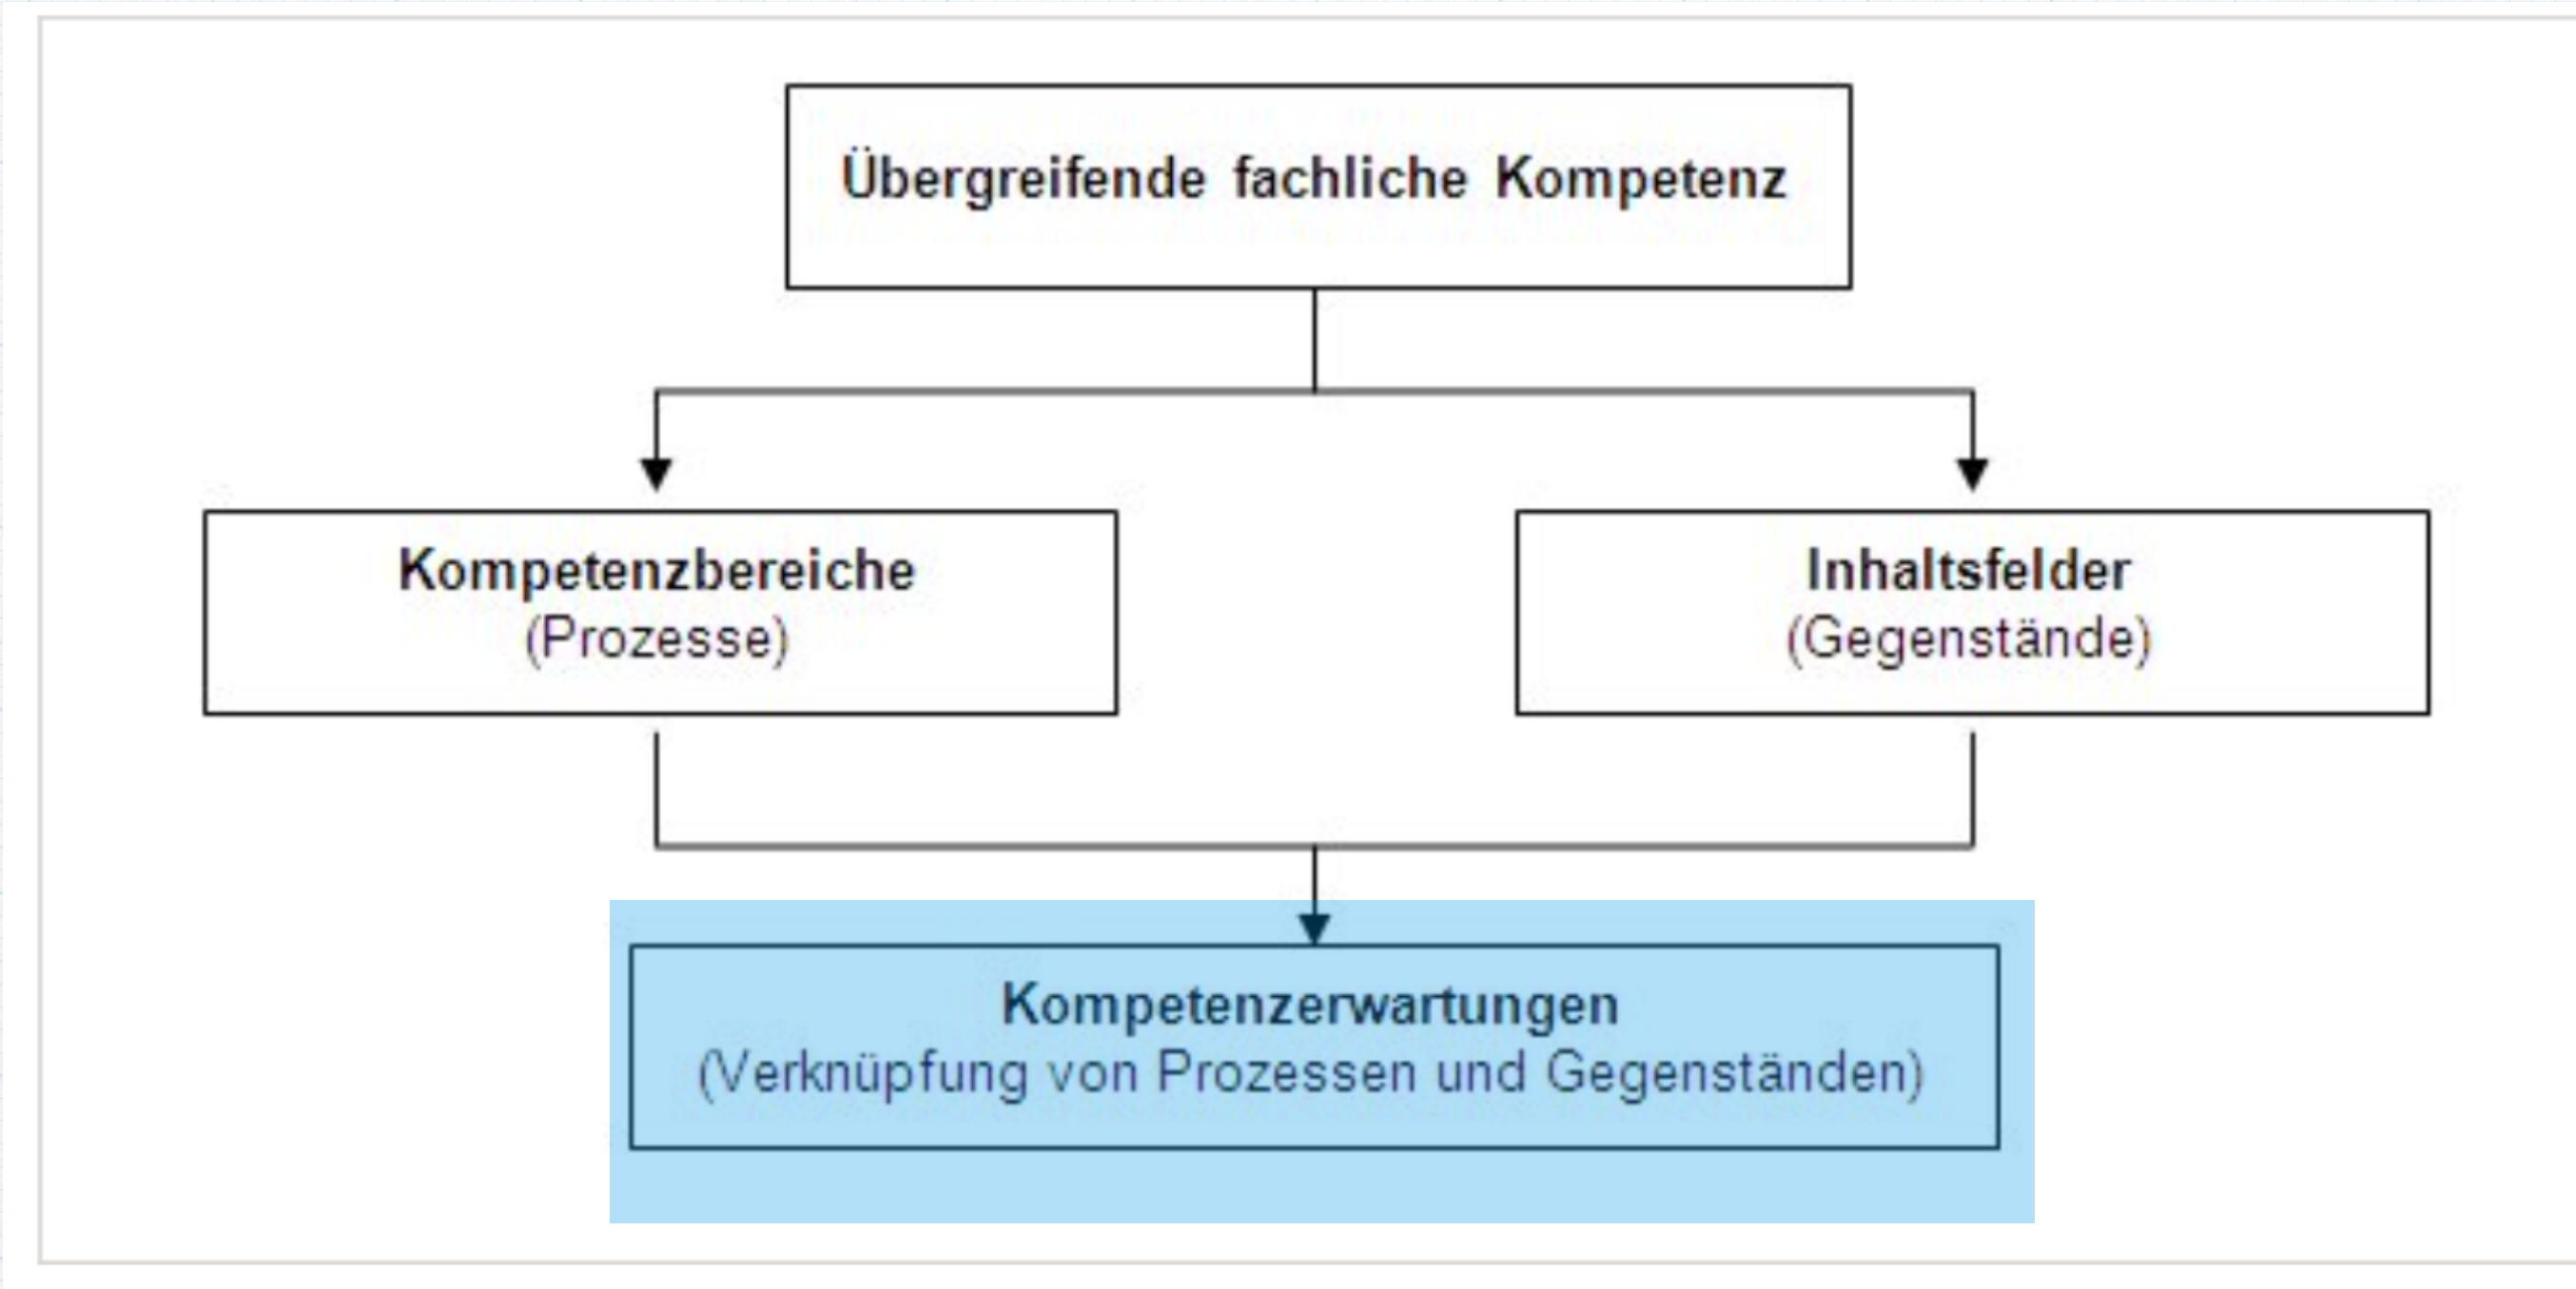 Übergreifende fachliche Kompetenz
Kompetenzbereiche
(Prozesse)
Inhaltsfelder
(Gegenstände)
Kompetenzerwartungen
(Verknüpfung von Prozessen und Gegenständen)